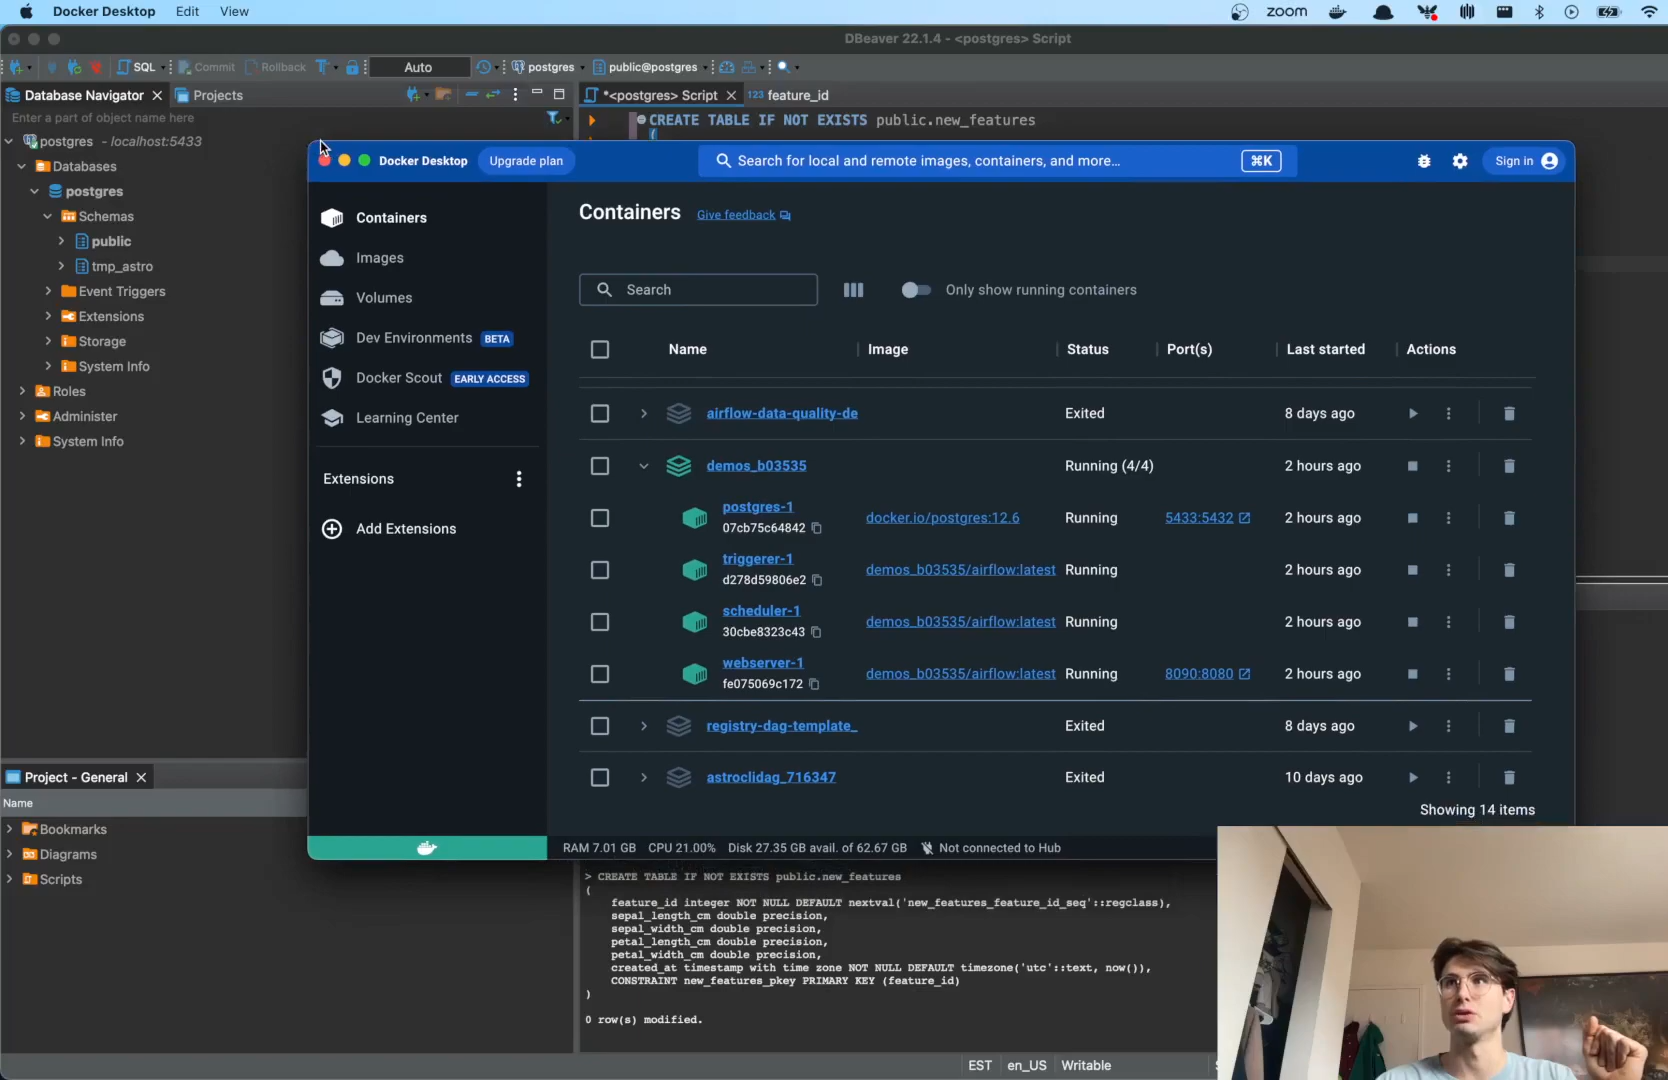 Docker Desktop Edit View
zoom
DBeaver 22.1.4 - <postgres> Script
SQL Commit Rollback Auto postgres public@postgres
Database Navigator Projects
*<postgres> Script 123 feature_id
Enter a part of object name here
CREATE TABLE IF NOT EXISTS public.new_features
(
postgres - localhost:5433
Databases
postgres
Schemas
public
tmp_astro
Event Triggers
Extensions
Storage
System Info
Roles
Administer
System Info
Docker Desktop Upgrade plan Search for local and remote images, containers, and more... ⌘K Sign in
Containers
Images
Volumes
Dev Environments BETA
Docker Scout EARLY ACCESS
Learning Center
Extensions
Add Extensions
Containers Give feedback
Search Only show running containers
Name Image Status Port(s) Last started Actions
airflow-data-quality-de Exited 8 days ago
demos_b03535 Running (4/4) 2 hours ago
postgres-1
07cb75c64842 docker.io/postgres:12.6 Running 5433:5432 2 hours ago
triggerer-1
d278d59806e2 demos_b03535/airflow:latest Running 2 hours ago
scheduler-1
30cbe8323c43 demos_b03535/airflow:latest Running 2 hours ago
webserver-1
fe075069c172 demos_b03535/airflow:latest Running 8090:8080 2 hours ago
registry-dag-template_ Exited 8 days ago
astroclidag_716347 Exited 10 days ago
Showing 14 items
RAM 7.01 GB CPU 21.00% Disk 27.35 GB avail. of 62.67 GB Not connected to Hub
Project - General
Name
Bookmarks
Diagrams
Scripts
> CREATE TABLE IF NOT EXISTS public.new_features
(
feature_id integer NOT NULL DEFAULT nextval('new_features_feature_id_seq'::regclass),
sepal_length_cm double precision,
sepal_width_cm double precision,
petal_length_cm double precision,
petal_width_cm double precision,
created_at timestamp with time zone NOT NULL DEFAULT timezone('utc'::text, now()),
CONSTRAINT new_features_pkey PRIMARY KEY (feature_id)
)
0 row(s) modified.
EST en_US Writable